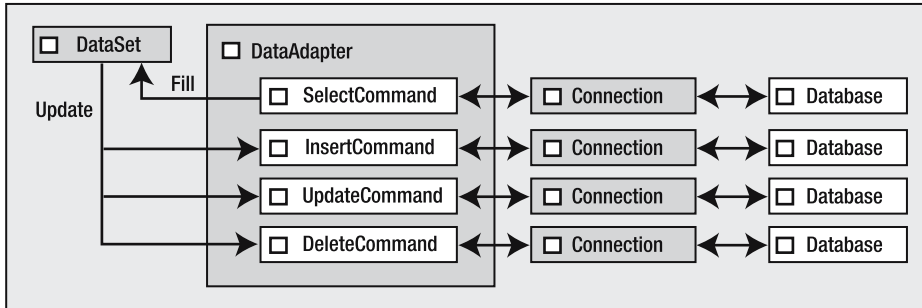 DataSet
DataAdapter
Fill
Update
SelectCommand
Connection
Database
InsertCommand
Connection
Database
UpdateCommand
Connection
Database
DeleteCommand
Connection
Database